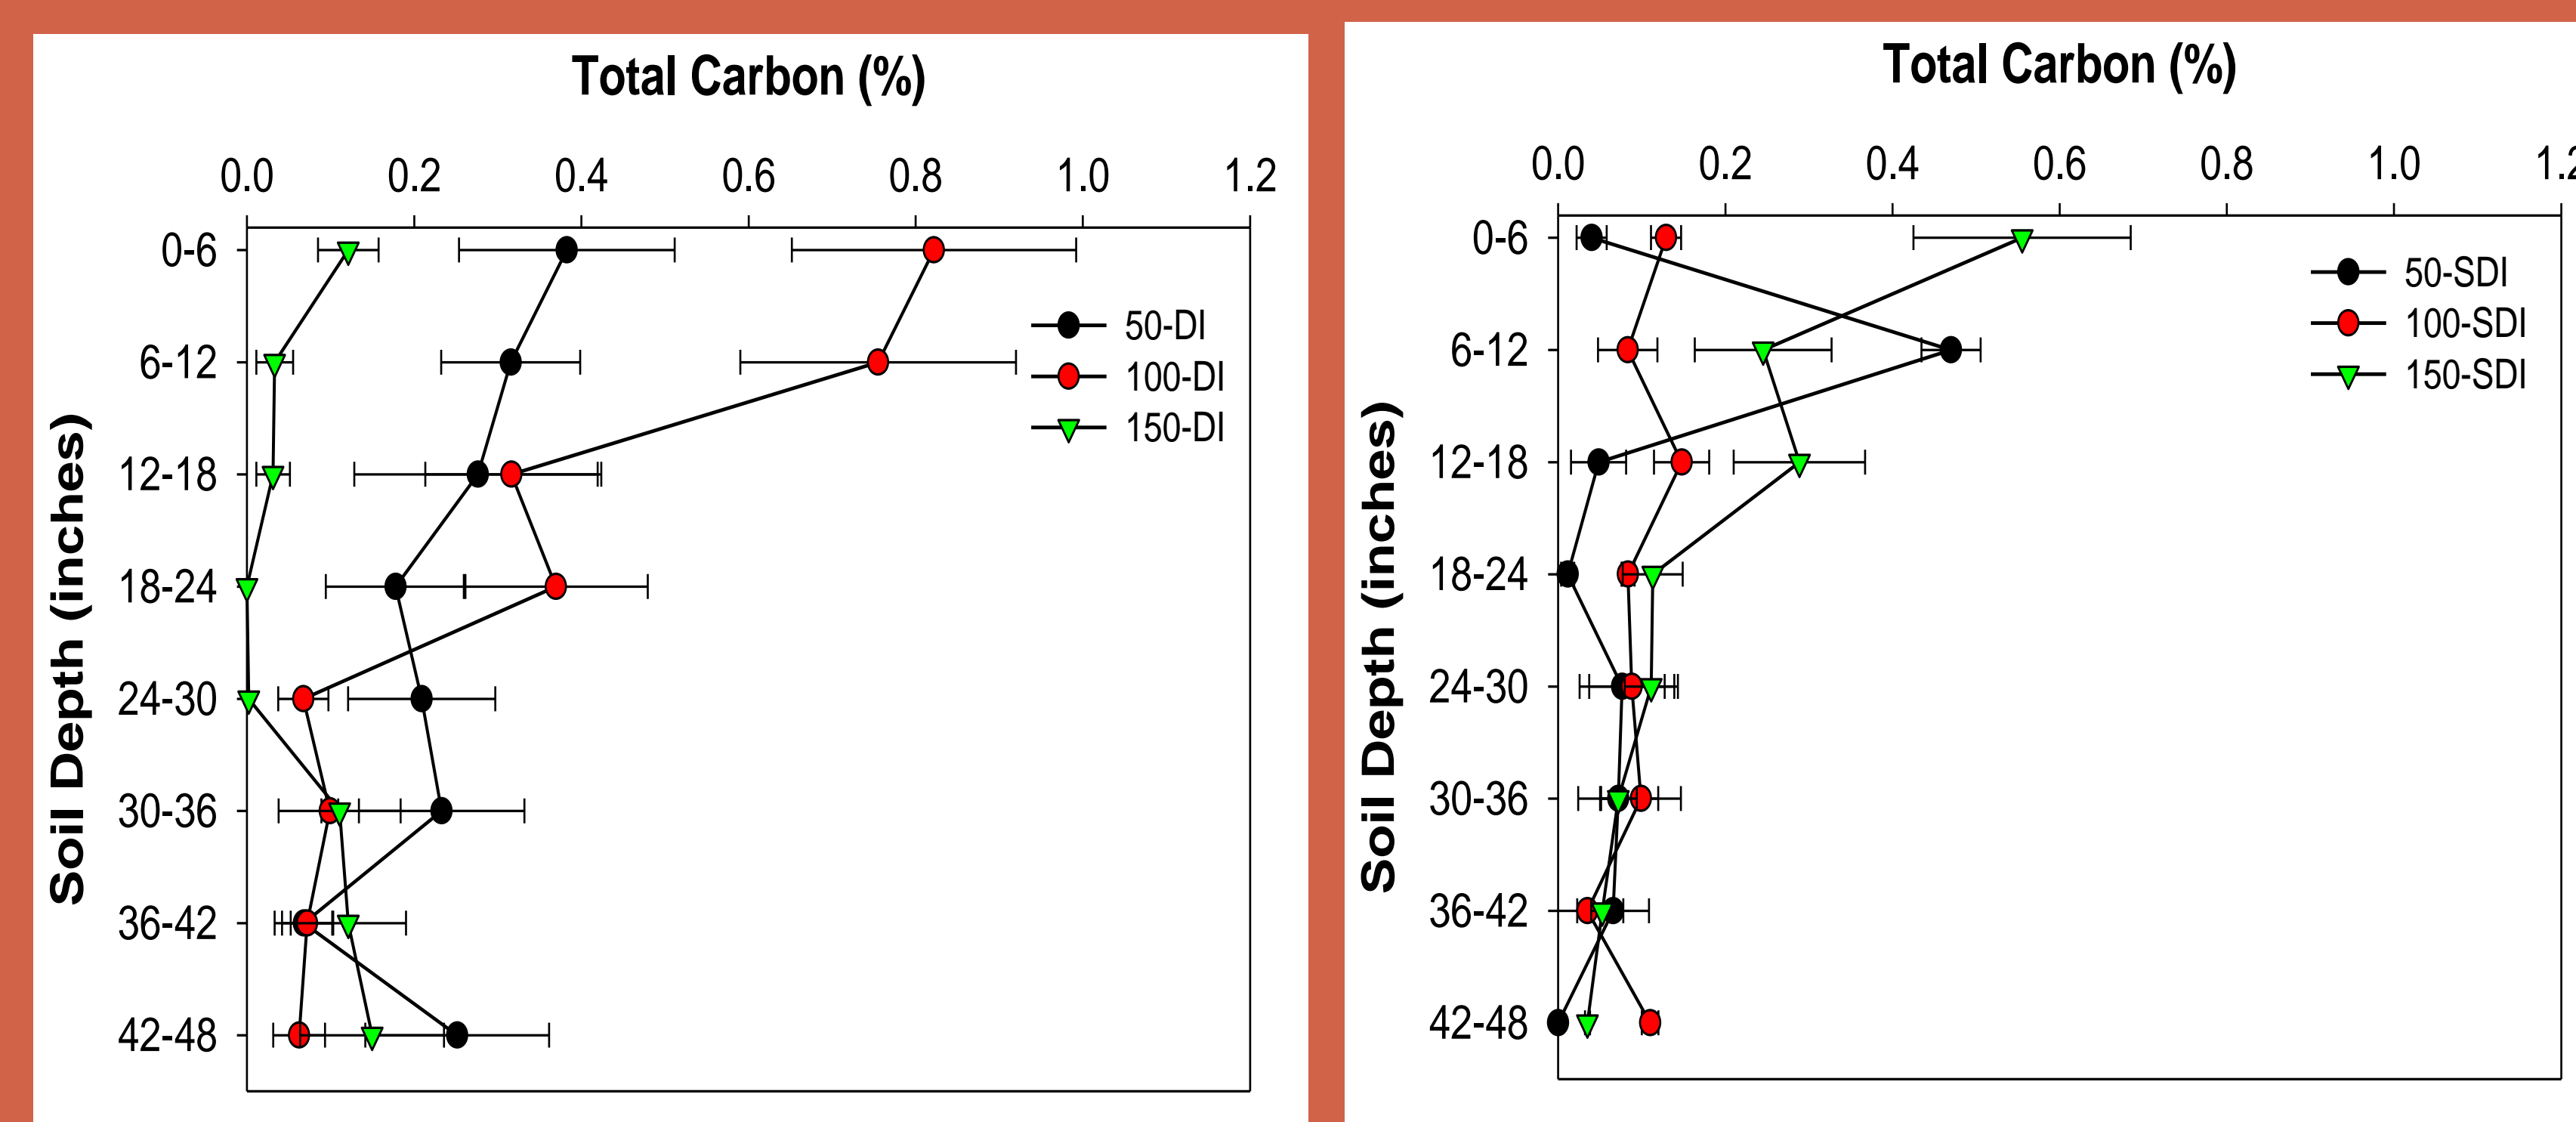 Total Carbon (%)
0.0 0.2 0.4 0.6 0.8 1.0 1.2
Soil Depth (inches)
0-6
6-12
12-18
18-24
24-30
30-36
36-42
42-48
50-DI
100-DI
150-DI
Total Carbon (%)
0.0 0.2 0.4 0.6 0.8 1.0 1.2
Soil Depth (inches)
0-6
6-12
12-18
18-24
24-30
30-36
36-42
42-48
50-SDI
100-SDI
150-SDI